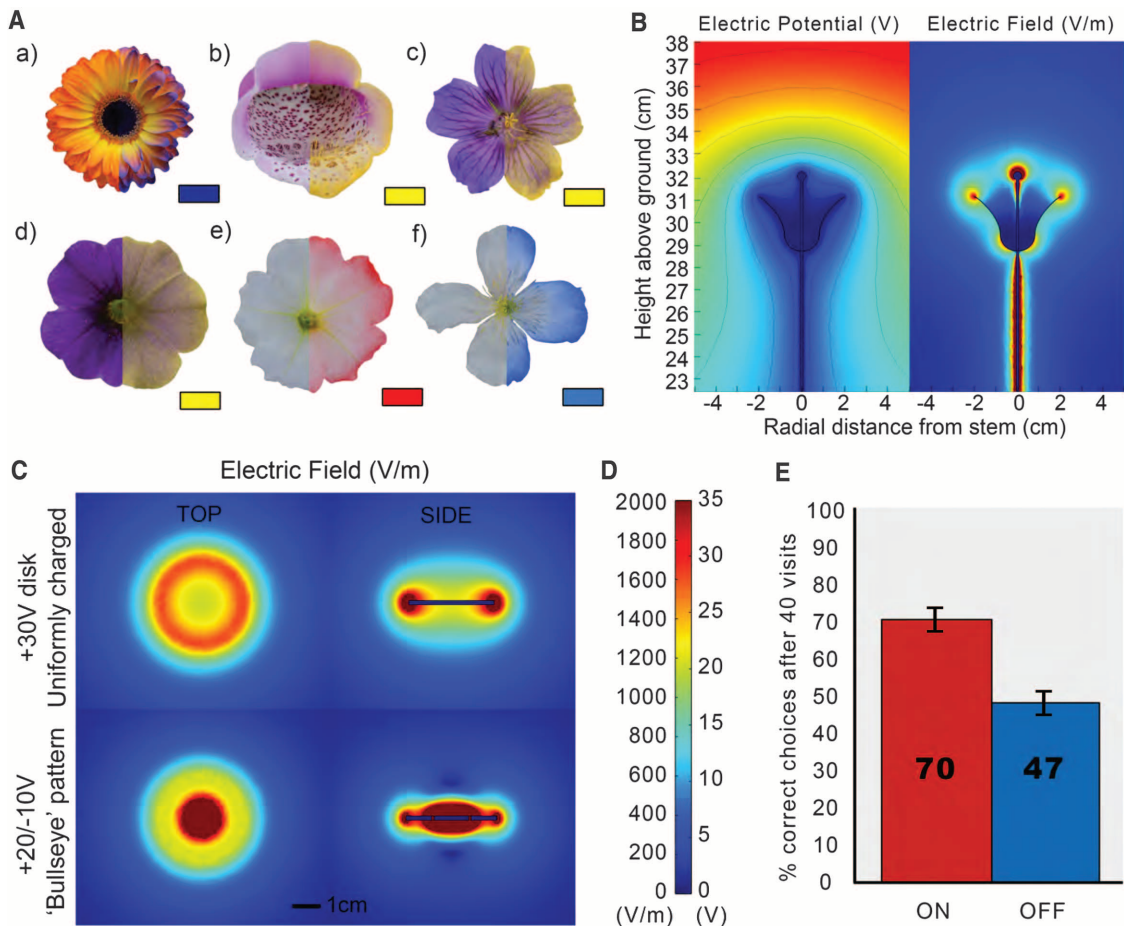 A
a)
b)
c)
d)
e)
f)
B
Electric Potential (V)
Electric Field (V/m)
Height above ground (cm)
38
37
36
35
34
33
32
31
30
29
28
27
26
25
24
23
-4 -2 0 2 4
-4 -2 0 2 4
Radial distance from stem (cm)
C
Electric Field (V/m)
TOP
SIDE
+30V disk
Uniformly charged
+20/-10V
'Bullseye' pattern
1cm
D
2000
1800
1600
1400
1200
1000
800
600
400
200
0
(V/m)
35
30
25
20
15
10
5
0
(V)
E
% correct choices after 40 visits
100
90
80
70
60
50
40
30
20
10
0
70
47
ON
OFF